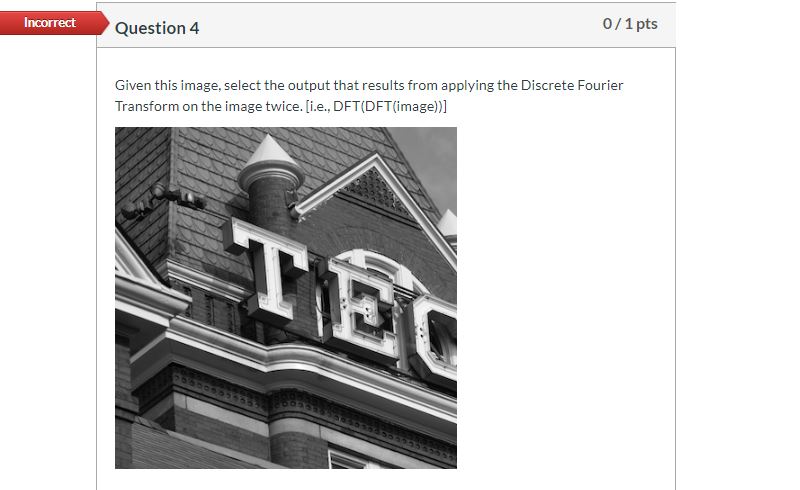 Incorrect
Question 4
0 / 1 pts
Given this image, select the output that results from applying the Discrete Fourier
Transform on the image twice. [i.e., DFT(DFT(image))]
TEC